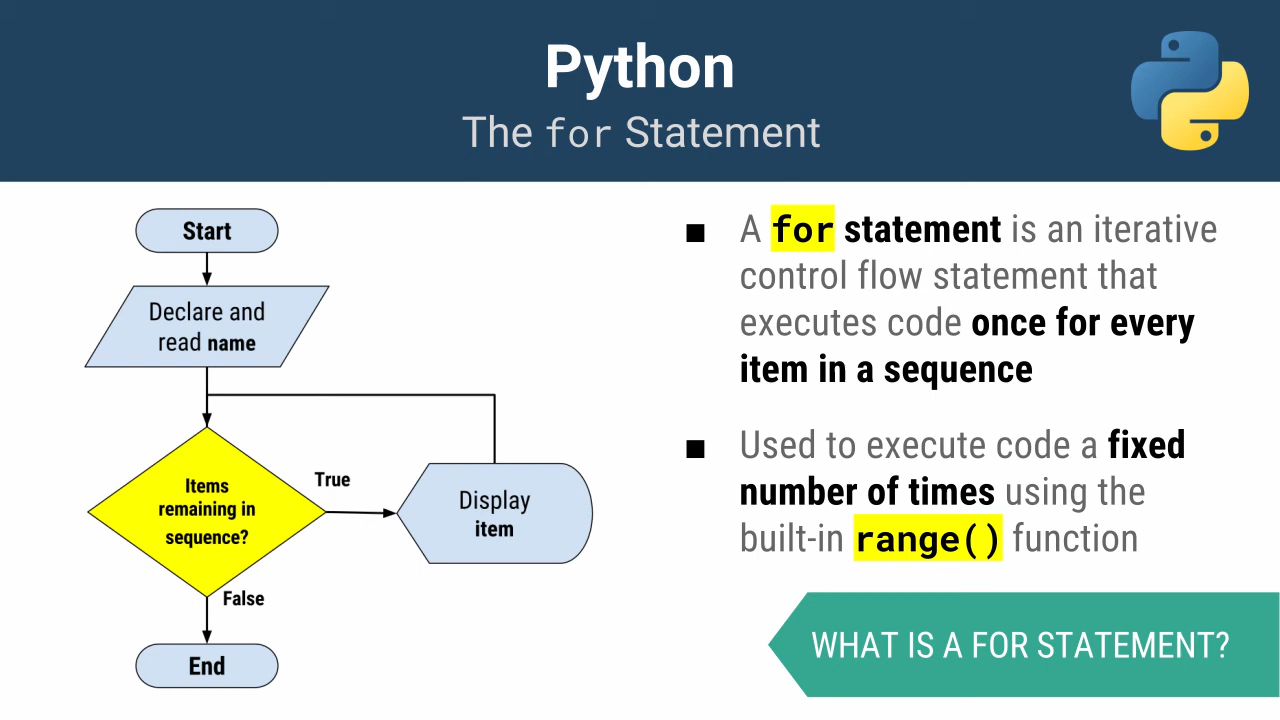 Python
The for Statement
Start
Declare and
read name
Items
remaining in
sequence?
True
Display
item
False
End
■ A for statement is an iterative
control flow statement that
executes code once for every
item in a sequence
■ Used to execute code a fixed
number of times using the
built-in range() function
WHAT IS A FOR STATEMENT?